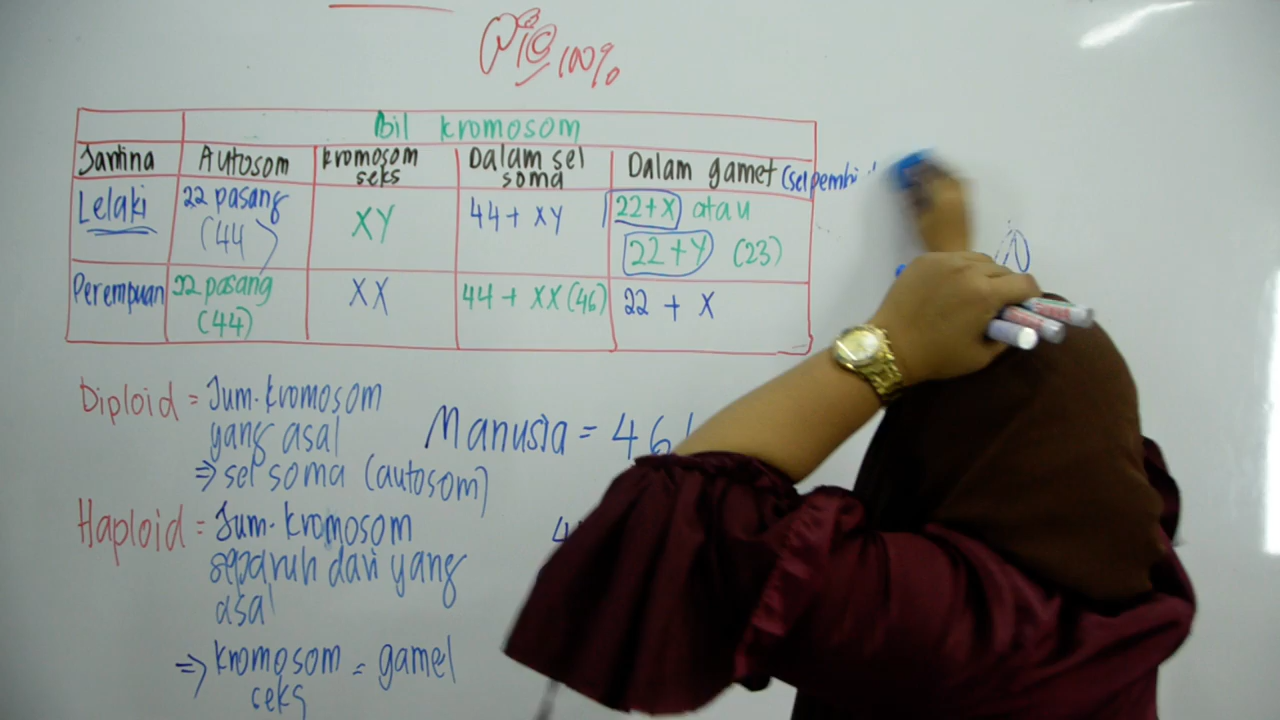 100%
Bil kromosom
Jantina Autosom kromosom seks Dalam sel soma Dalam gamet (sel
Lelaki 22 pasang (44) XY 44 + XY 22+X atau
22+Y (23)
Perempuan 22 pasang (44) XX 44 + XX (46) 22 + X
Diploid = Jum. kromosom
yang asal
⇒ sel soma (autosom)
Manusia = 46
Haploid = Jum. kromosom
separuh dari yang
asal
⇒ kromosom = gamet
seks